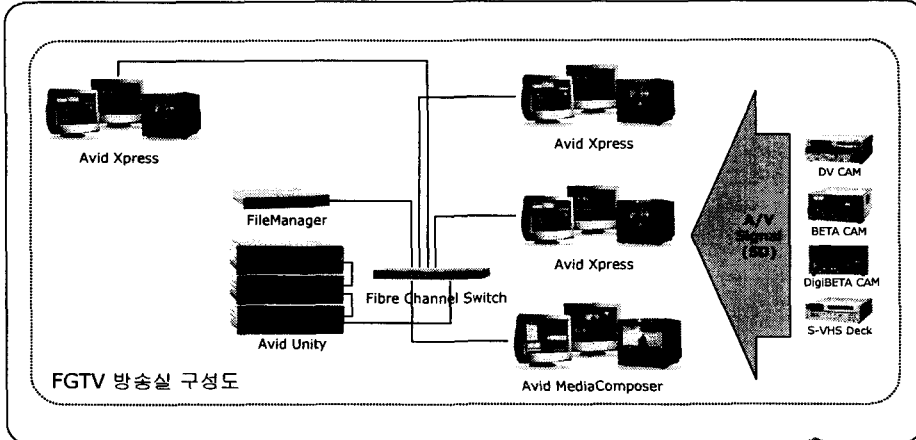 Avid Xpress
Avid Xpress
DV CAM
FileManager
A/V
Signal
(SD)
BETA CAM
Avid Xpress
Fibre Channel Switch
DigiBETA CAM
Avid Unity
S-VHS Deck
FGTV 방송실 구성도
Avid MediaComposer